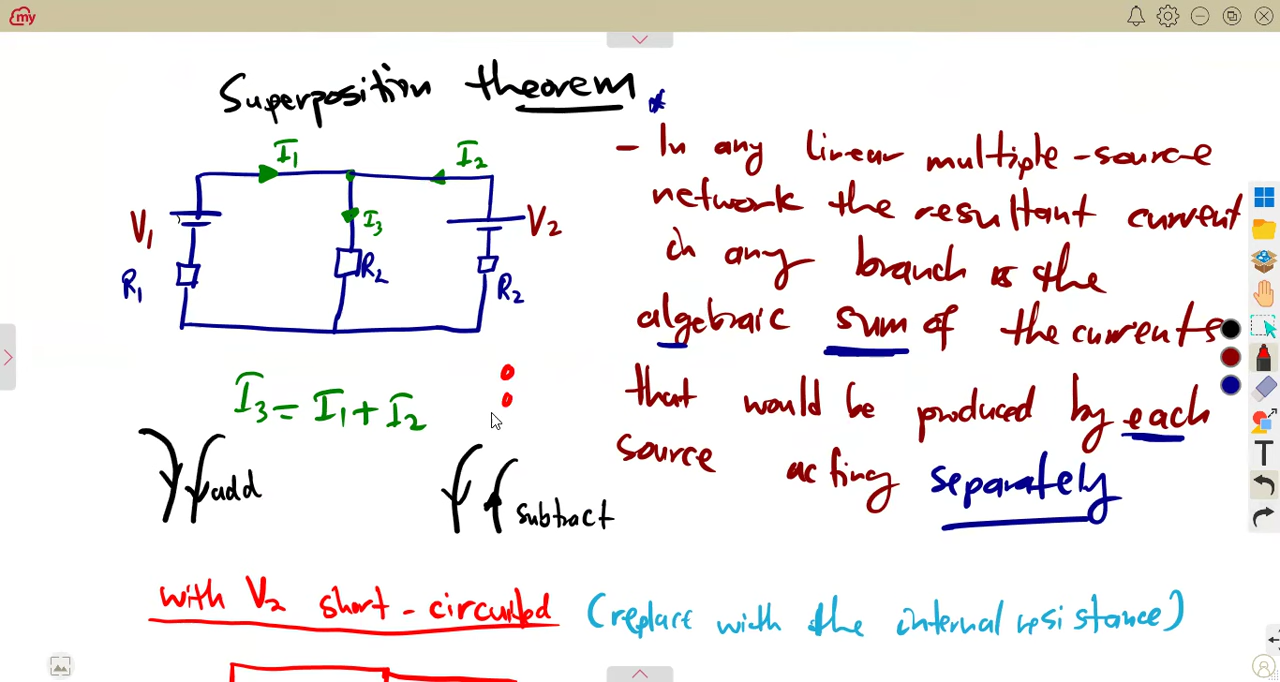 my
Superposition theorem
I1
I2
V1
I3
V2
R1
R2
R2
I3 = I1 + I2
add
subtract
- In any linear multiple-source
network the resultant current
in any branch is the
algebraic sum of the currents
that would be produced by each
source acting separately
with V2 short-circuited (replace with the internal resistance)
T